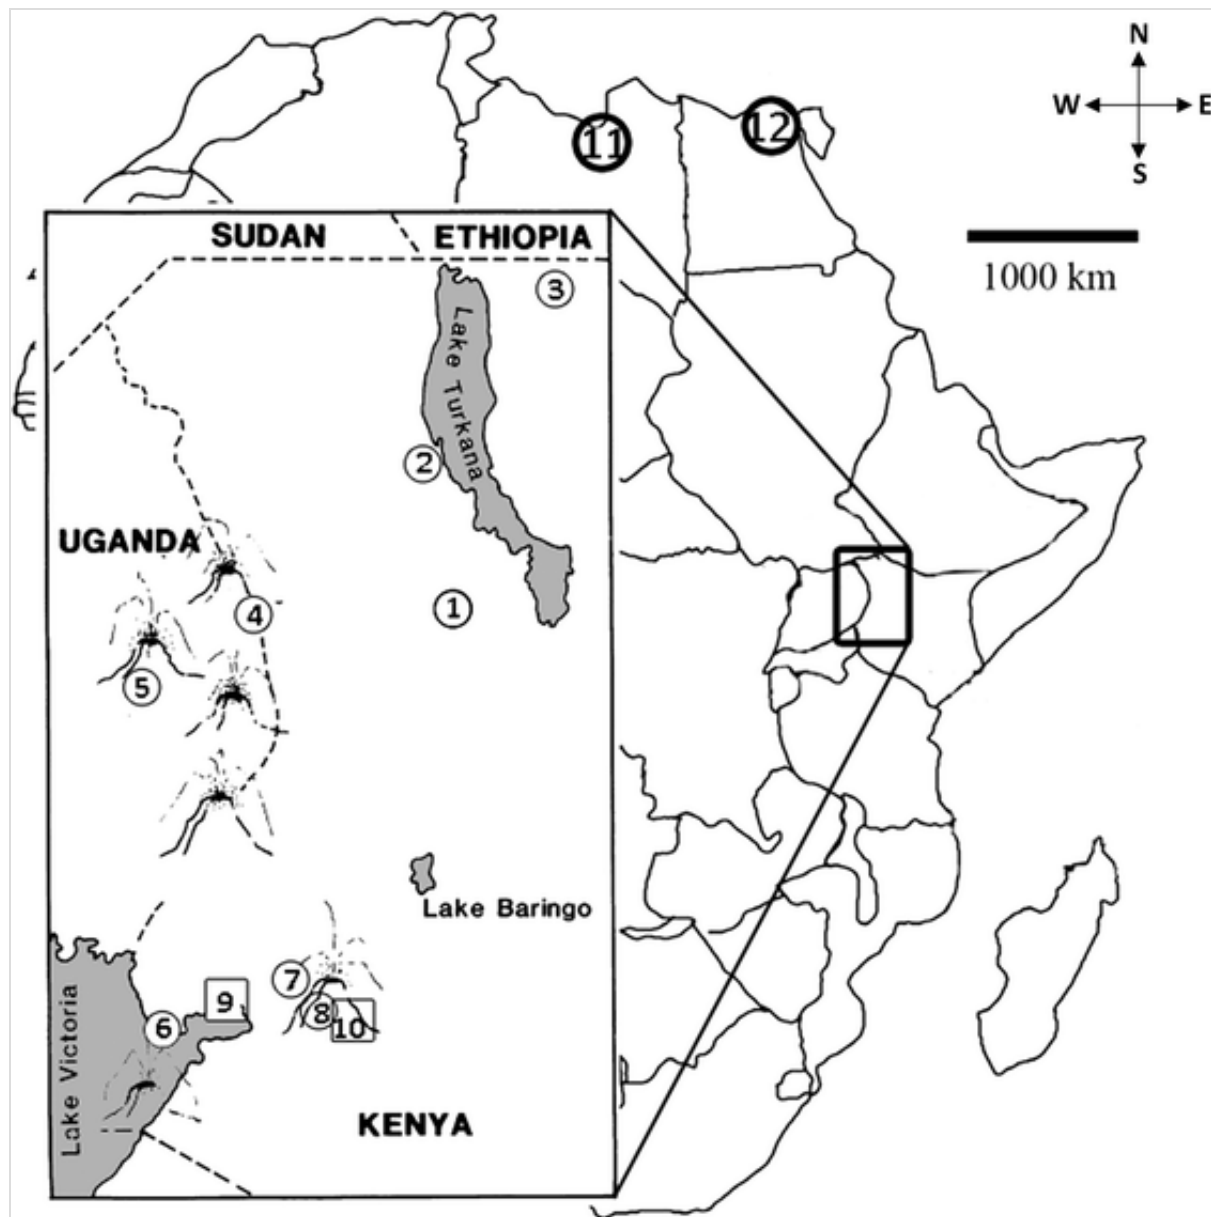 N
W E
S
11
12
1000 km
SUDAN
ETHIOPIA
3
Lake Turkana
2
UGANDA
4
1
5
Lake Baringo
7
9
8
10
6
Lake Victoria
KENYA